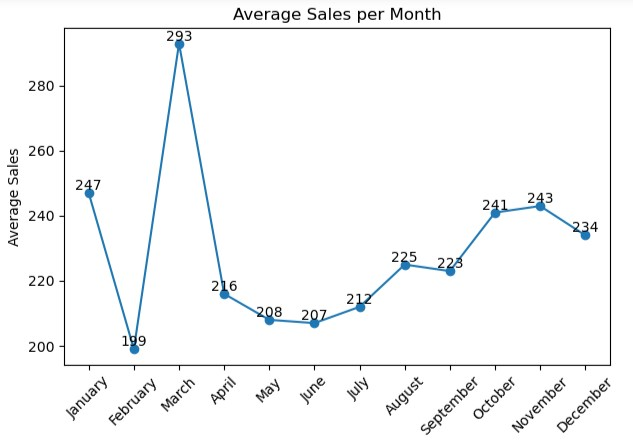 Average Sales per Month
Average Sales
280
260
240
220
200
247
199
293
216
208
207
212
225
223
241
243
234
January
February
March
April
May
June
July
August
September
October
November
December